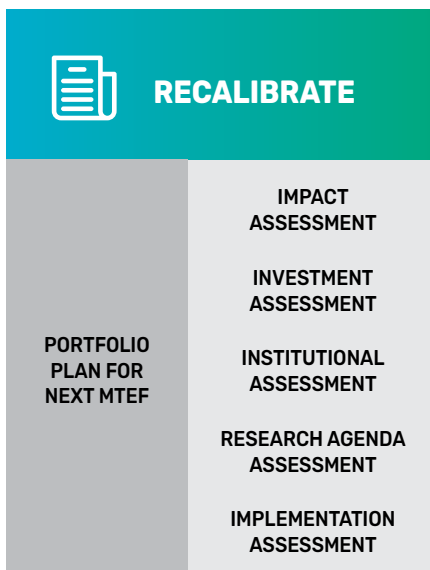 RECALIBRATE
PORTFOLIO
PLAN FOR
NEXT MTEF
IMPACT
ASSESSMENT
INVESTMENT
ASSESSMENT
INSTITUTIONAL
ASSESSMENT
RESEARCH AGENDA
ASSESSMENT
IMPLEMENTATION
ASSESSMENT